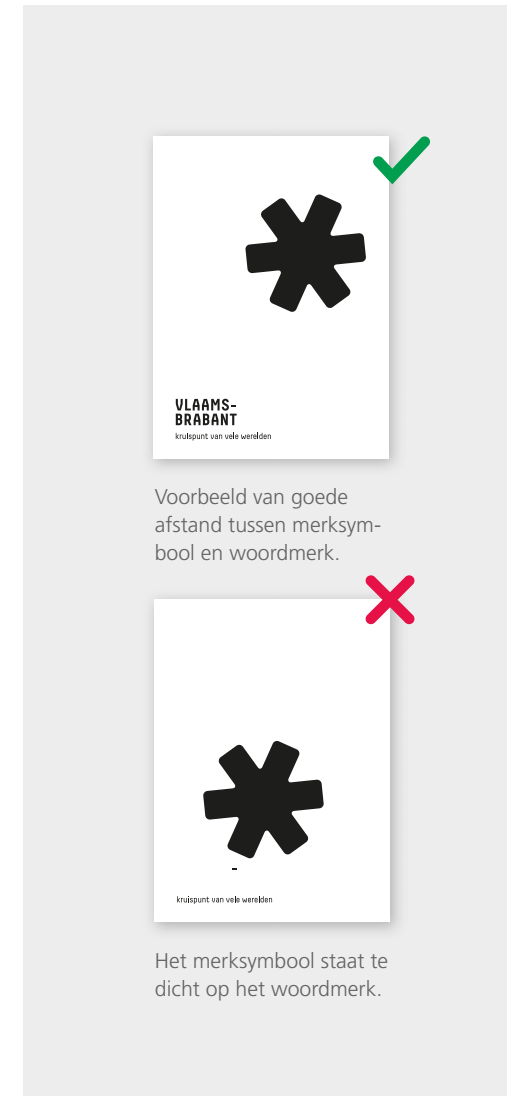 VLAAMS-
BRABANT
kruispunt van vele werelden
Voorbeeld van goede
afstand tussen merksym-
bool en woordmerk.
-
kruispunt van vele werelden
Het merksymbool staat te
dicht op het woordmerk.